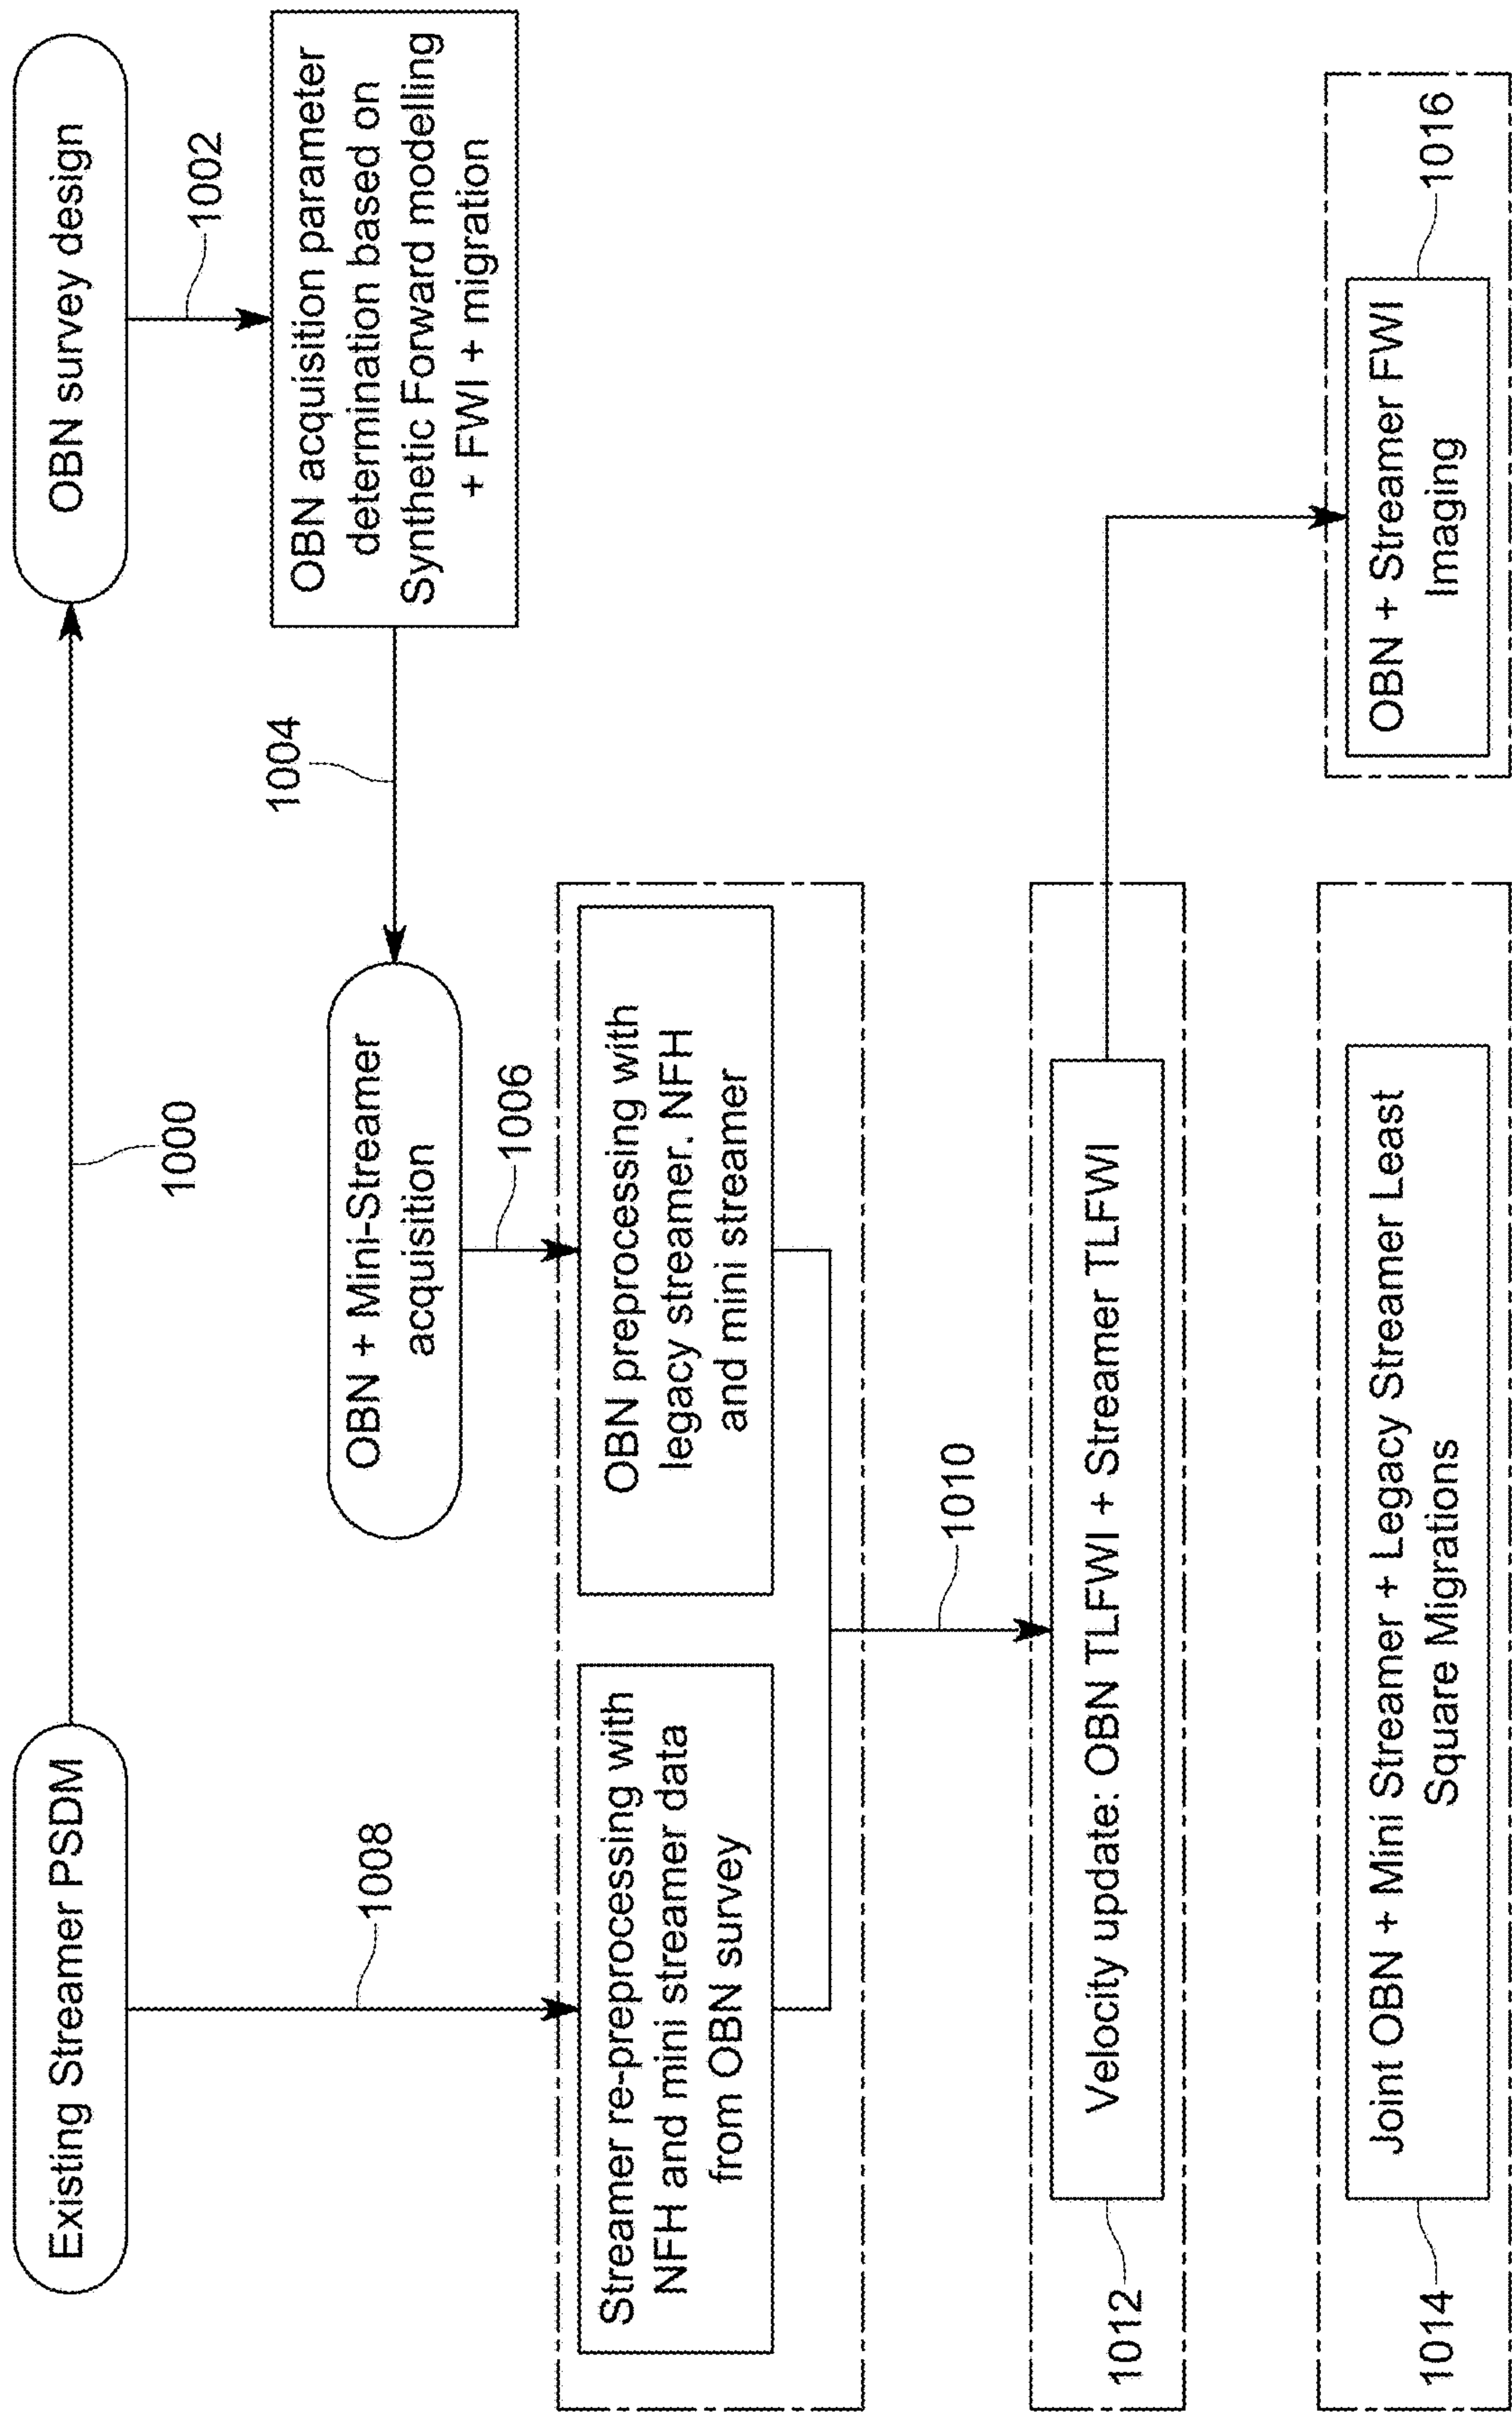 Existing Streamer PSDM
1000
OBN survey design
1002
OBN acquisition parameter
determination based on
Synthetic Forward modelling
+ FWI + migration
1004
OBN + Mini-Streamer
acquisition
1006
1008
Streamer re-preprocessing with
NFH and mini streamer data
from OBN survey
OBN preprocessing with
legacy streamer. NFH
and mini streamer
1010
Velocity update: OBN TLFWI + Streamer TLFWI
1012
Joint OBN + Mini Streamer + Legacy Streamer Least
Square Migrations
1014
OBN + Streamer FWI
Imaging
1016